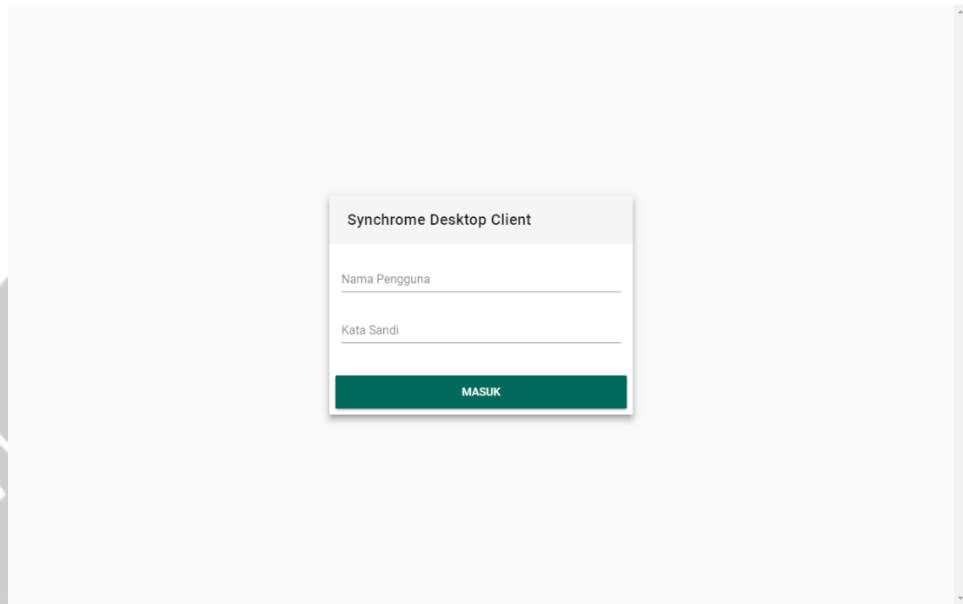 Synchrome Desktop Client
Nama Pengguna
Kata Sandi
MASUK